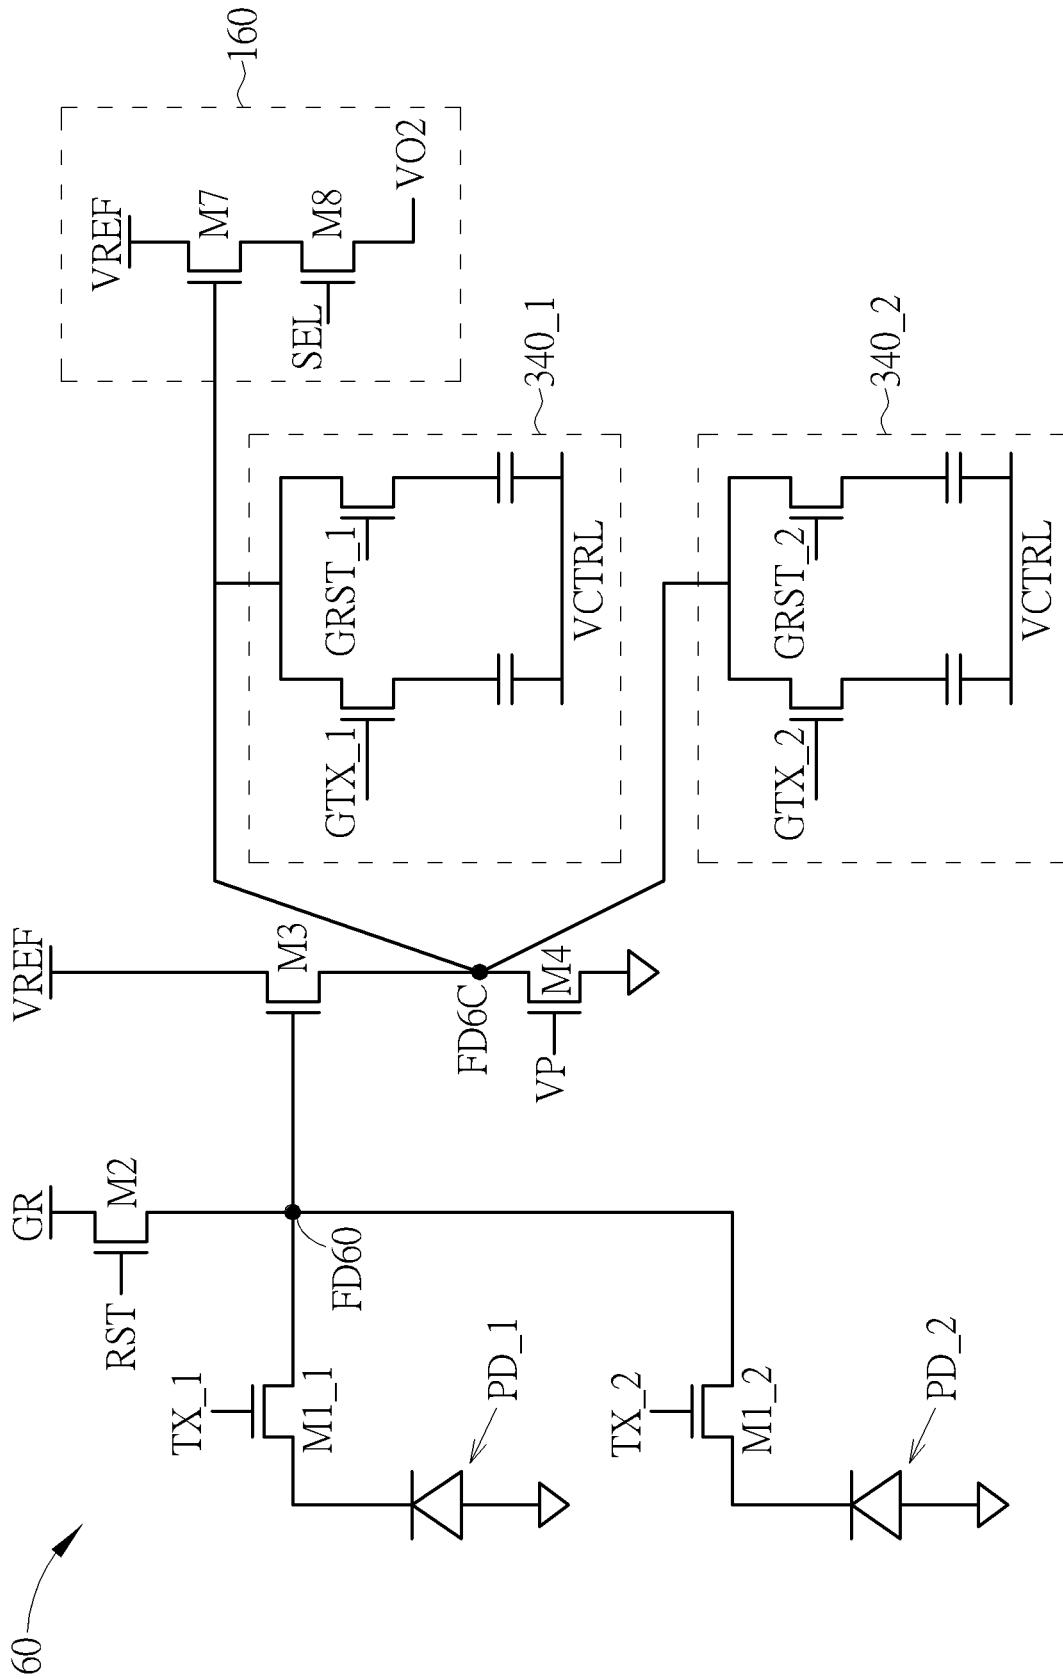 60
GR
VREF
VREF
160
RST
M2
M3
M7
SEL
M8
VO2
TX_1
M1_1
FD60
PD_1
FD6C
VP
M4
GTX_1
GRST_1
VCTRL
340_1
TX_2
M1_2
PD_2
GTX_2
GRST_2
VCTRL
340_2